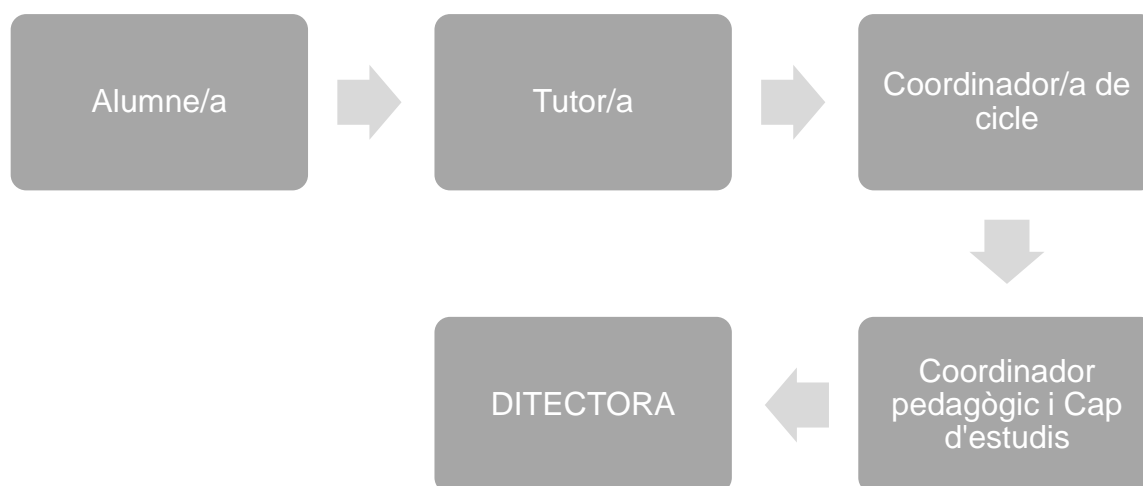 Alumne/a
Tutor/a
Coordinador/a de
cicle
Coordinador
pedagògic i Cap
d'estudis
DITECTORA